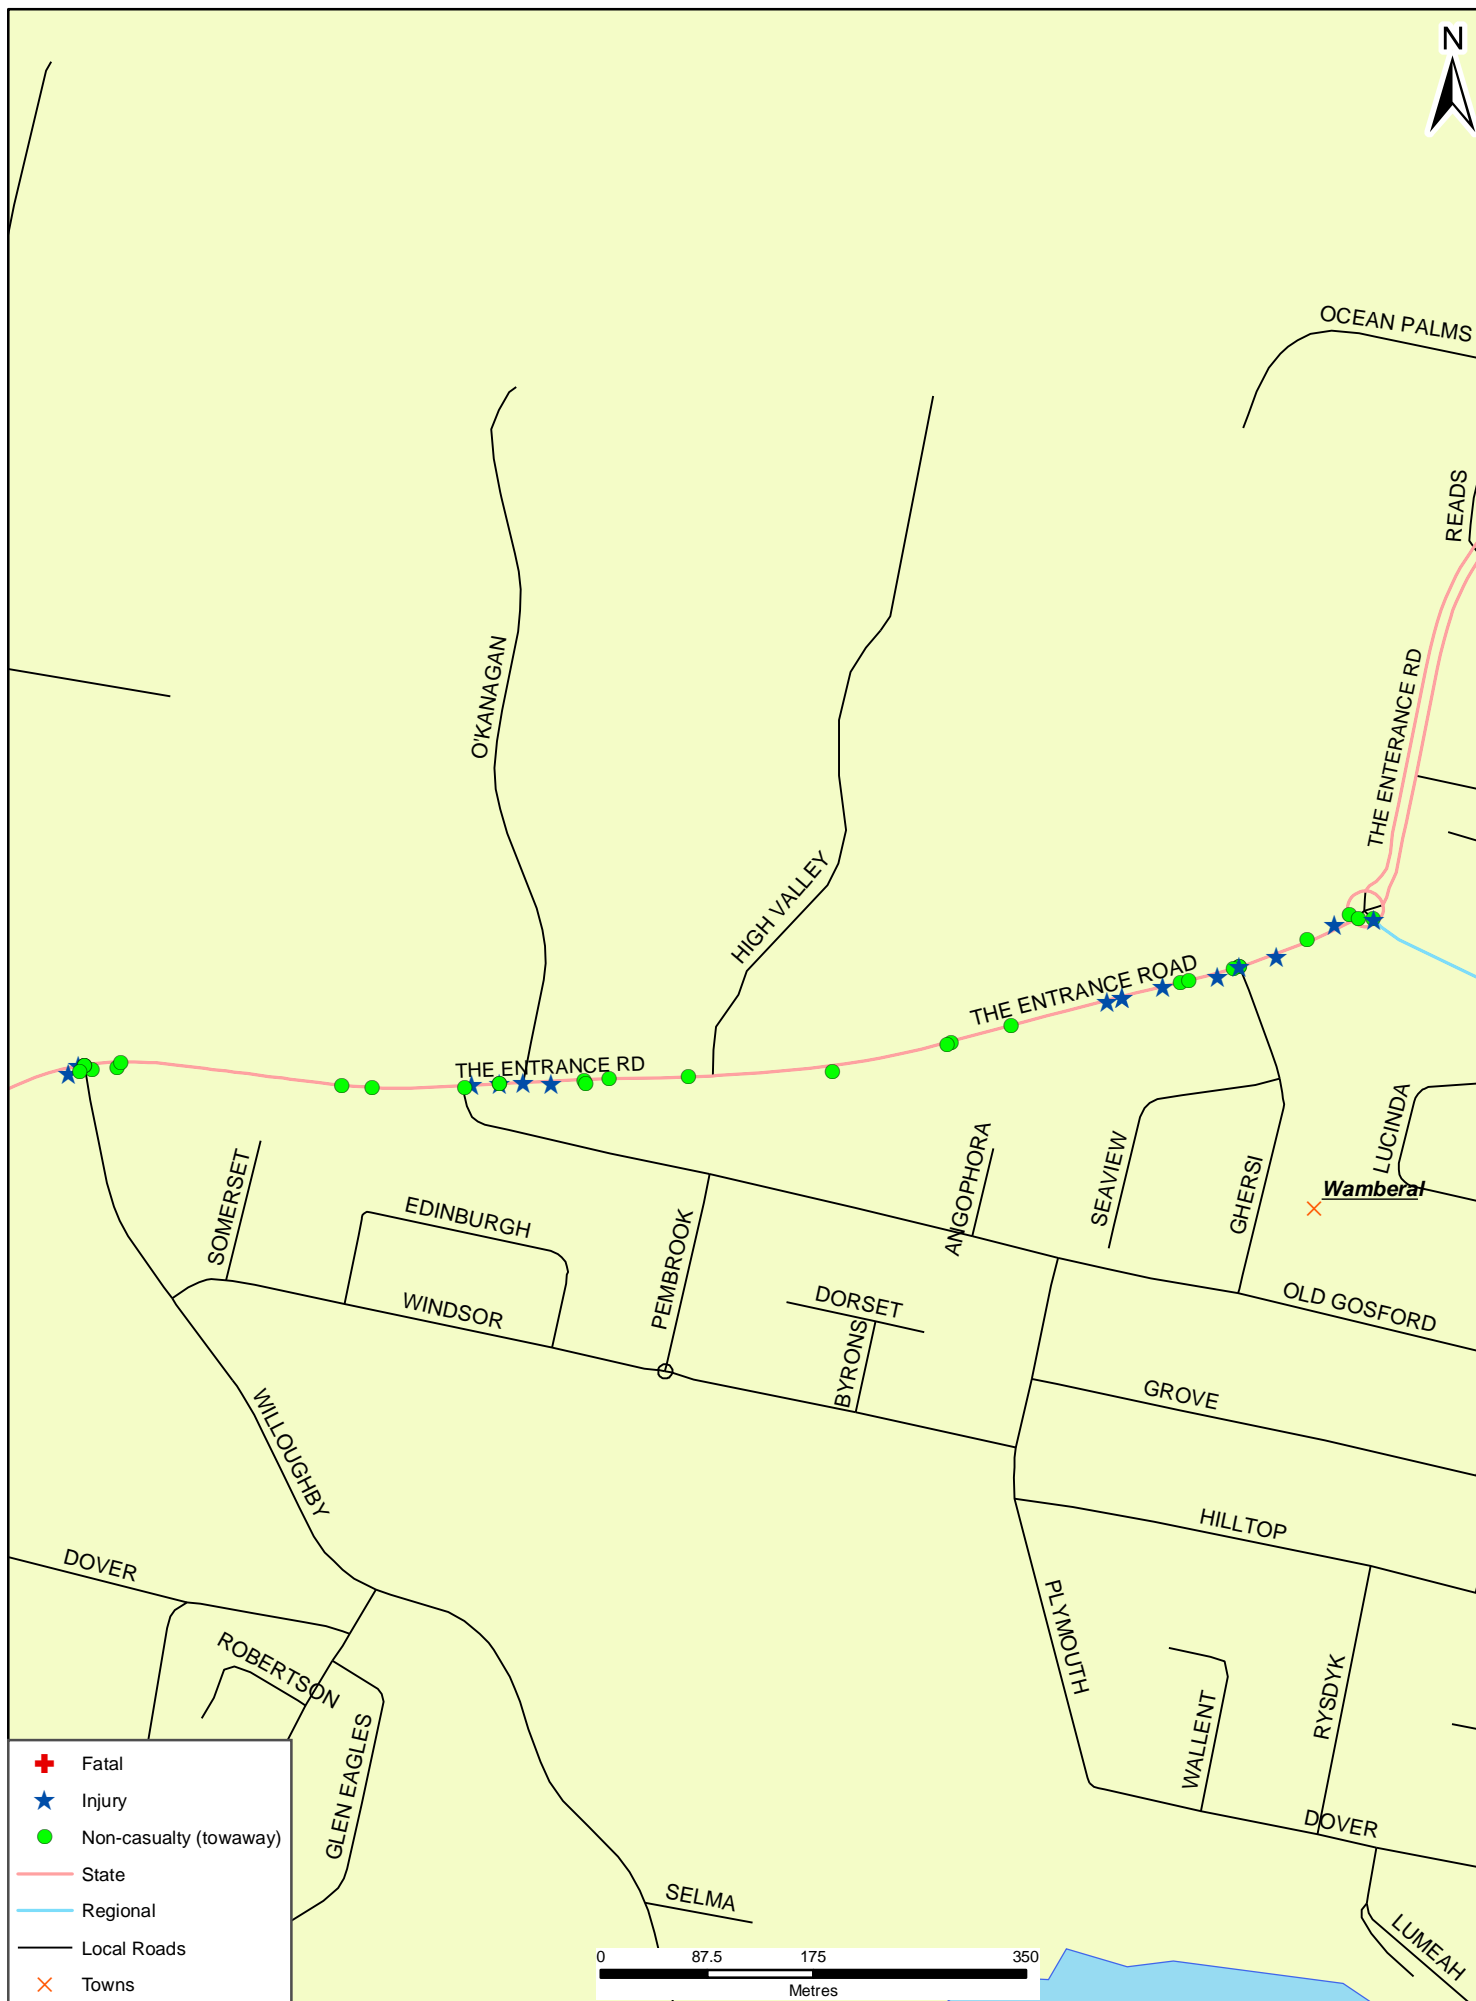 N
OCEAN PALMS
READS
O'KANAGAN
THE ENTERANCE RD
HIGH VALLEY
THE ENTRANCE ROAD
THE ENTRANCE RD
LUCINDA
ANGOPHORA
SEAVIEW
GHERSI
Wamberal
SOMERSET
EDINBURGH
PEMBROOK
WINDSOR
DORSET
BYRONS
OLD GOSFORD
GROVE
WILLOUGHBY
HILLTOP
DOVER
PLYMOUTH
ROBERTSON
RYSDYK
WALLENT
GLEN EAGLES
DOVER
SELMA
LUMEAH
Fatal
Injury
Non-casualty (towaway)
State
Regional
Local Roads
Towns
0 87.5 175 350
Metres